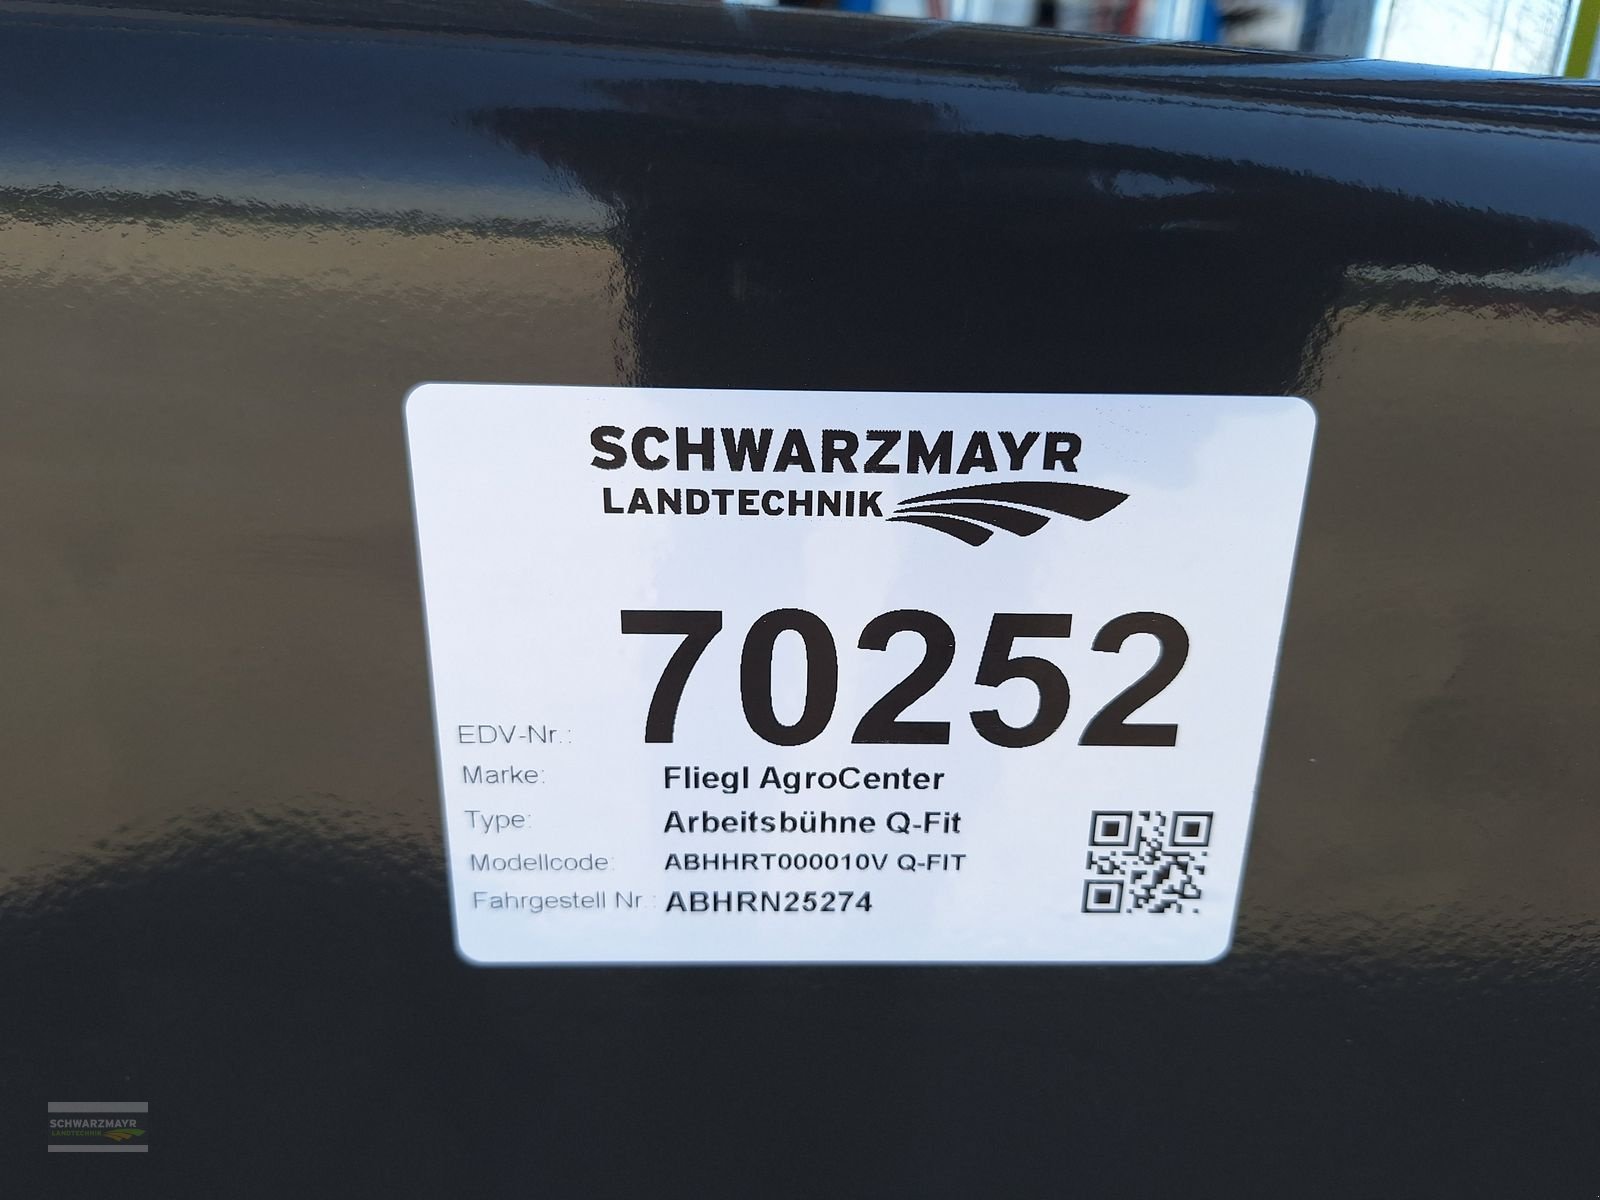 SCHWARZMAYR
LANDTECHNIK
EDV-Nr.: 70252
Marke: Fliegl AgroCenter
Type: Arbeitsbühne Q-Fit
Modellcode: ABHHRT000010V Q-FIT
Fahrgestell Nr.: ABHRN25274
SCHWARZMAYR
LANDTECHNIK